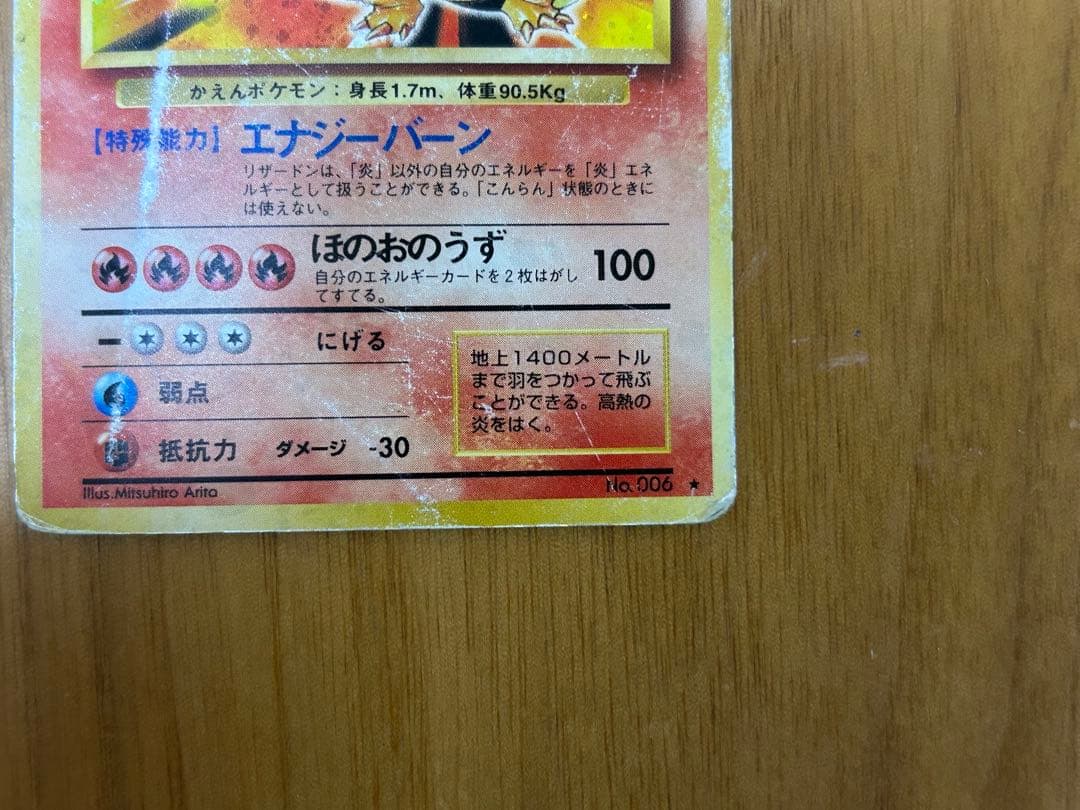 かえんポケモン：身長1.7m、体重90.5Kg
【特殊能力】 エナジーバーン
リザードンは、「炎」以外の自分のエネルギーを「炎」エネ
ルギーとして扱うことができる。「こんらん」状態のときに
は使えない。
ほのおのうず 100
自分のエネルギーカードを2枚はがし
てすてる。
にげる
弱点
抵抗力 ダメージ -30
地上1400メートル
まで羽をつかって飛ぶ
ことができる。高熱の
炎をはく。
Illus.Mitsuhiro Arita
No.006 ★